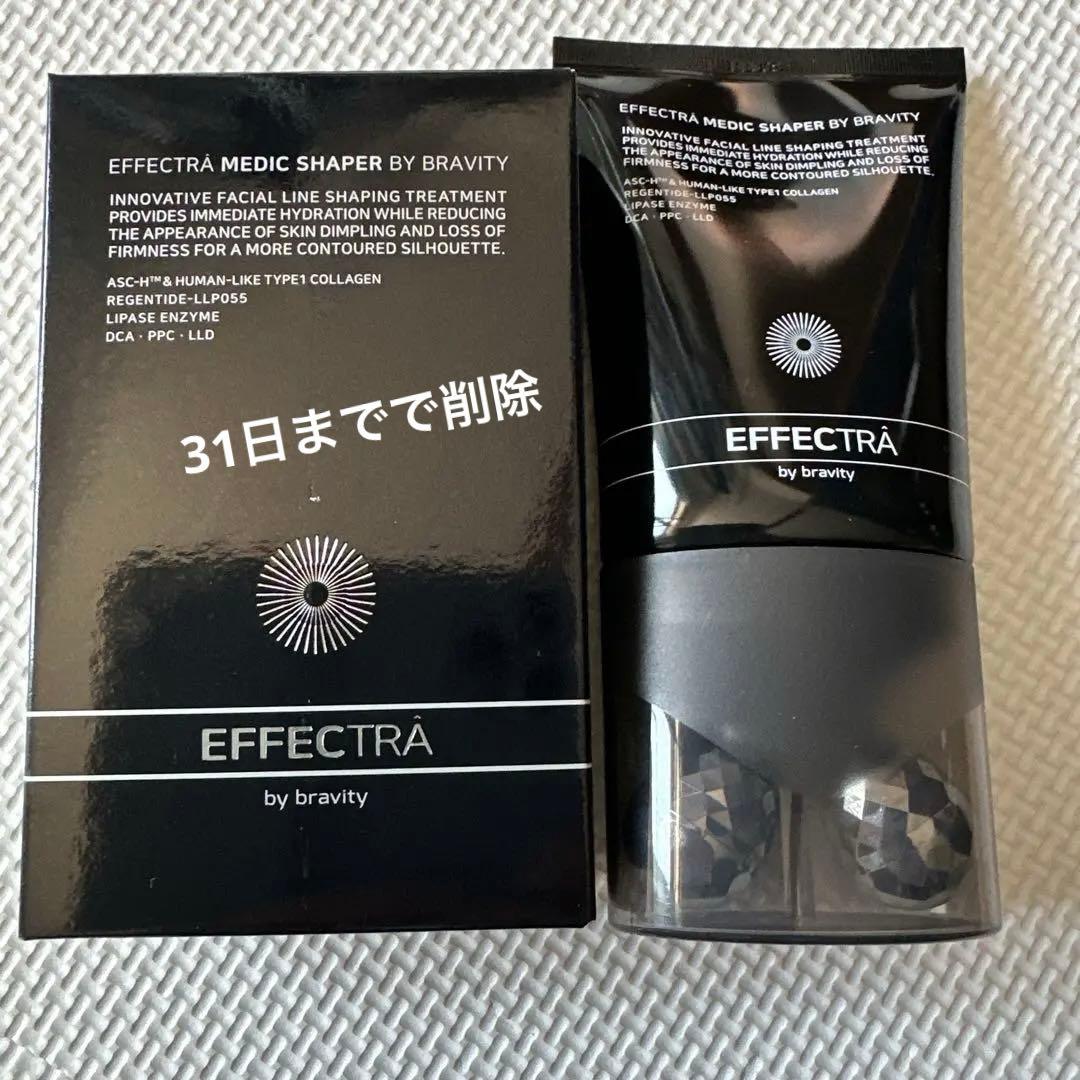 EFFECTRÂ MEDIC SHAPER BY BRAVITY
INNOVATIVE FACIAL LINE SHAPING TREATMENT
PROVIDES IMMEDIATE HYDRATION WHILE REDUCING
THE APPEARANCE OF SKIN DIMPLING AND LOSS OF
FIRMNESS FOR A MORE CONTOURED SILHOUETTE.
ASC-H™ & HUMAN-LIKE TYPE1 COLLAGEN
REGENTIDE-LLP055
LIPASE ENZYME
DCA · PPC · LLD
31日までで削除
EFFECTRÂ
by bravity
EFFECTRÂ MEDIC SHAPER BY BRAVITY
INNOVATIVE FACIAL LINE SHAPING TREATMENT
PROVIDES IMMEDIATE HYDRATION WHILE REDUCING
THE APPEARANCE OF SKIN DIMPLING AND LOSS OF
FIRMNESS FOR A MORE CONTOURED SILHOUETTE.
ASC-H™ & HUMAN-LIKE TYPE1 COLLAGEN
REGENTIDE-LLP055
LIPASE ENZYME
DCA · PPC · LLD
EFFECTRÂ
by bravity